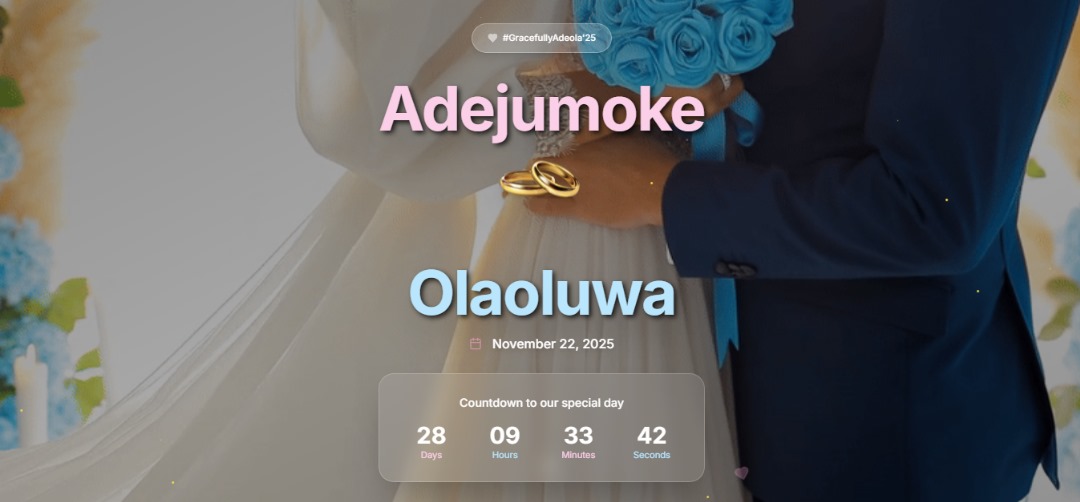 #GracefullyAdeola'25
Adejumoke
Olaoluwa
November 22, 2025
Countdown to our special day
28 09 33 42
Days Hours Minutes Seconds